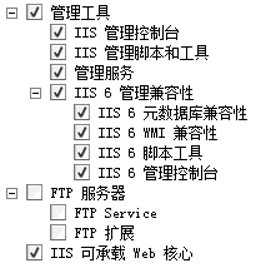 管理工具
IIS 管理控制台
IIS 管理脚本和工具
管理服务
IIS 6 管理兼容性
IIS 6 元数据库兼容性
IIS 6 WMI 兼容性
IIS 6 脚本工具
IIS 6 管理控制台
FTP 服务器
FTP Service
FTP 扩展
IIS 可承载 Web 核心